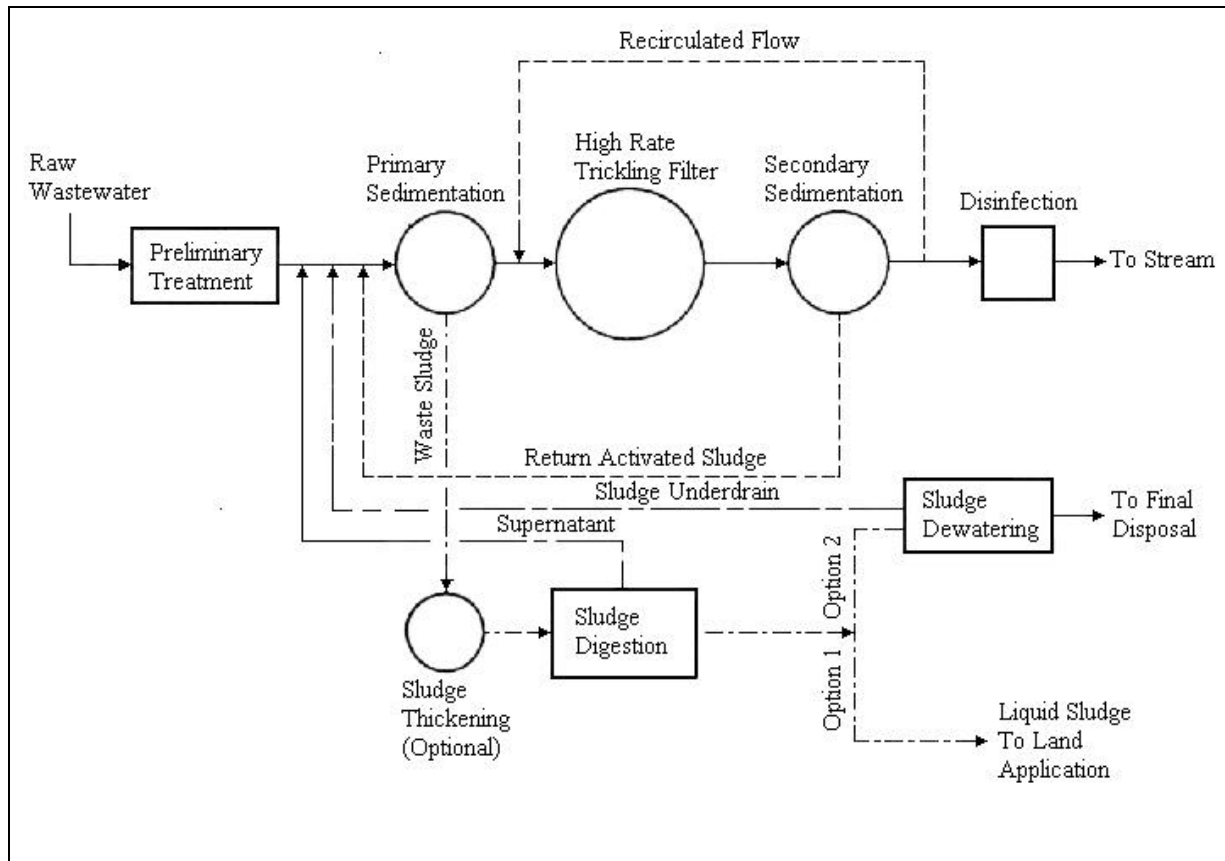 Recirculated Flow
Raw
Wastewater
Primary
Sedimentation
High Rate
Trickling Filter
Secondary
Sedimentation
Disinfection
Preliminary
Treatment
To Stream
Waste Sludge
Return Activated Sludge
Sludge Underdrain
Supernatant
Sludge
Dewatering
To Final
Disposal
Option 2
Sludge
Digestion
Option 1
Sludge
Thickening
(Optional)
Liquid Sludge
To Land
Application